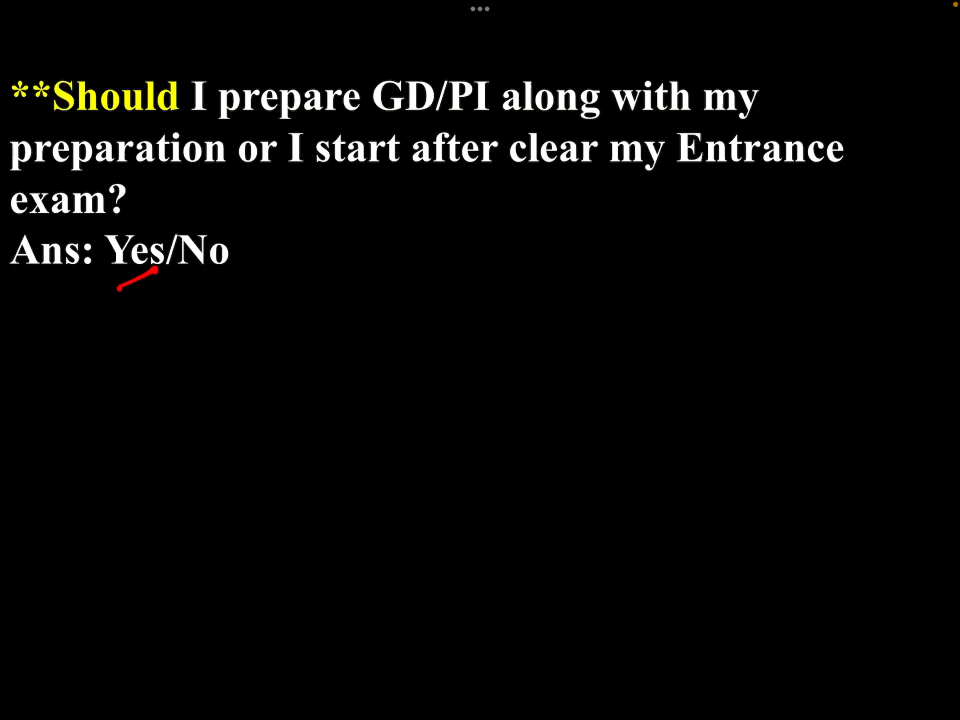 **Should I prepare GD/PI along with my
preparation or I start after clear my Entrance
exam?
Ans: Yes/No